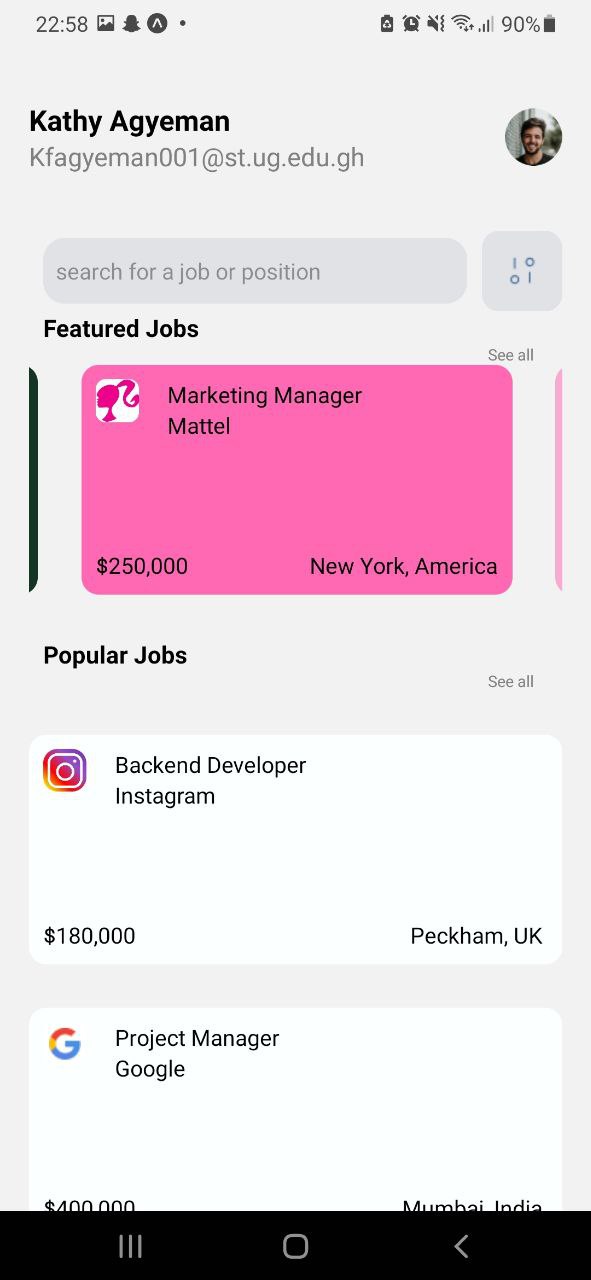 22:58
90%
Kathy Agyeman
Kfagyeman001@st.ug.edu.gh
search for a job or position
Featured Jobs
See all
Marketing Manager
Mattel
$250,000 New York, America
Popular Jobs
See all
Backend Developer
Instagram
$180,000 Peckham, UK
Project Manager
Google
$400,000 Mumbai, India